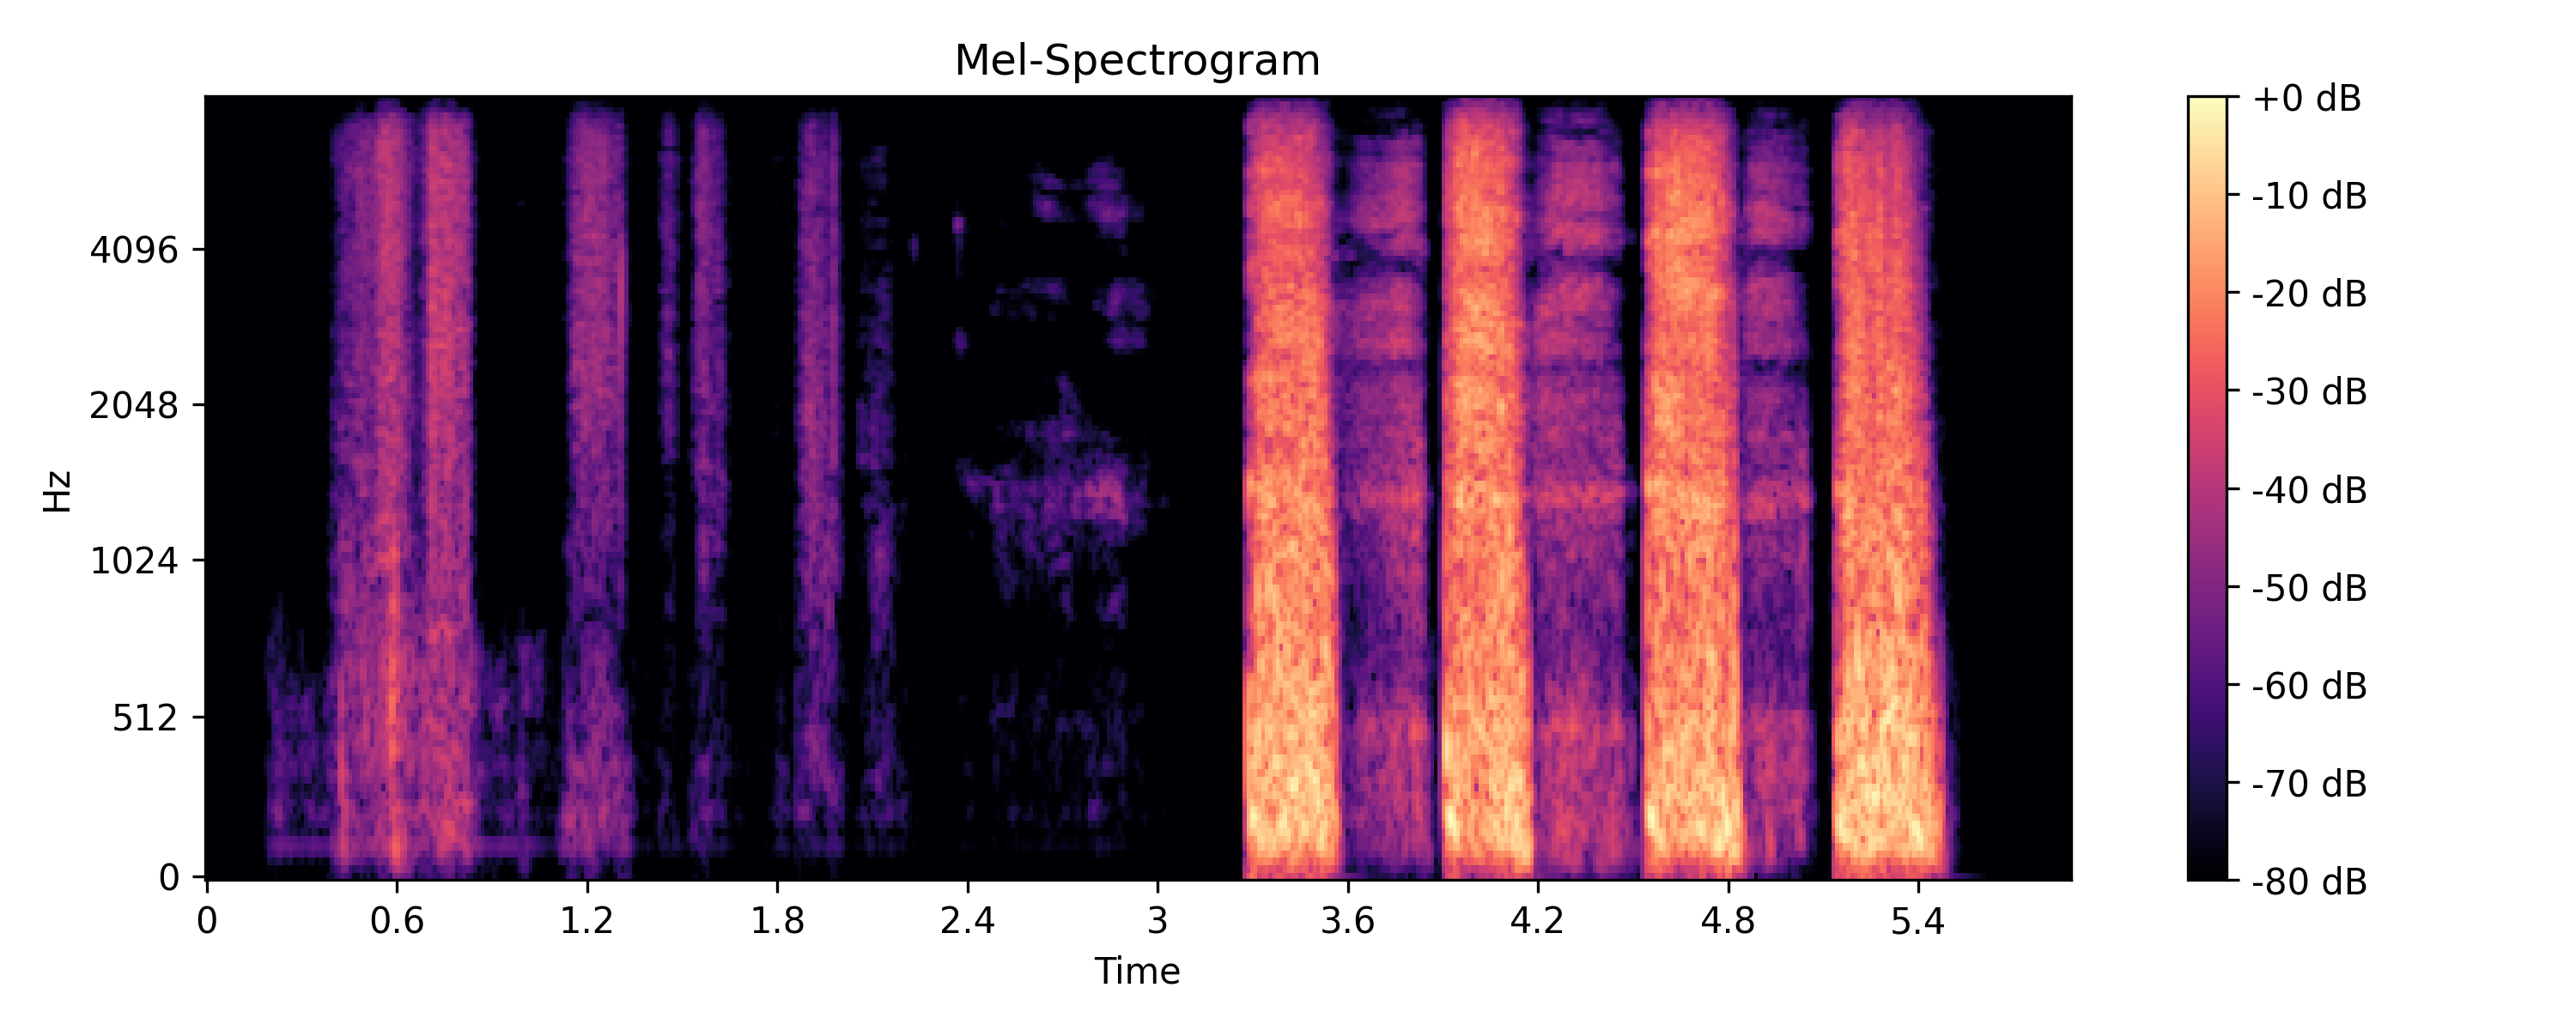 Mel-Spectrogram
+0 dB
-10 dB
-20 dB
-30 dB
-40 dB
-50 dB
-60 dB
-70 dB
-80 dB
Hz
4096
2048
1024
512
0
0 0.6 1.2 1.8 2.4 3 3.6 4.2 4.8 5.4
Time